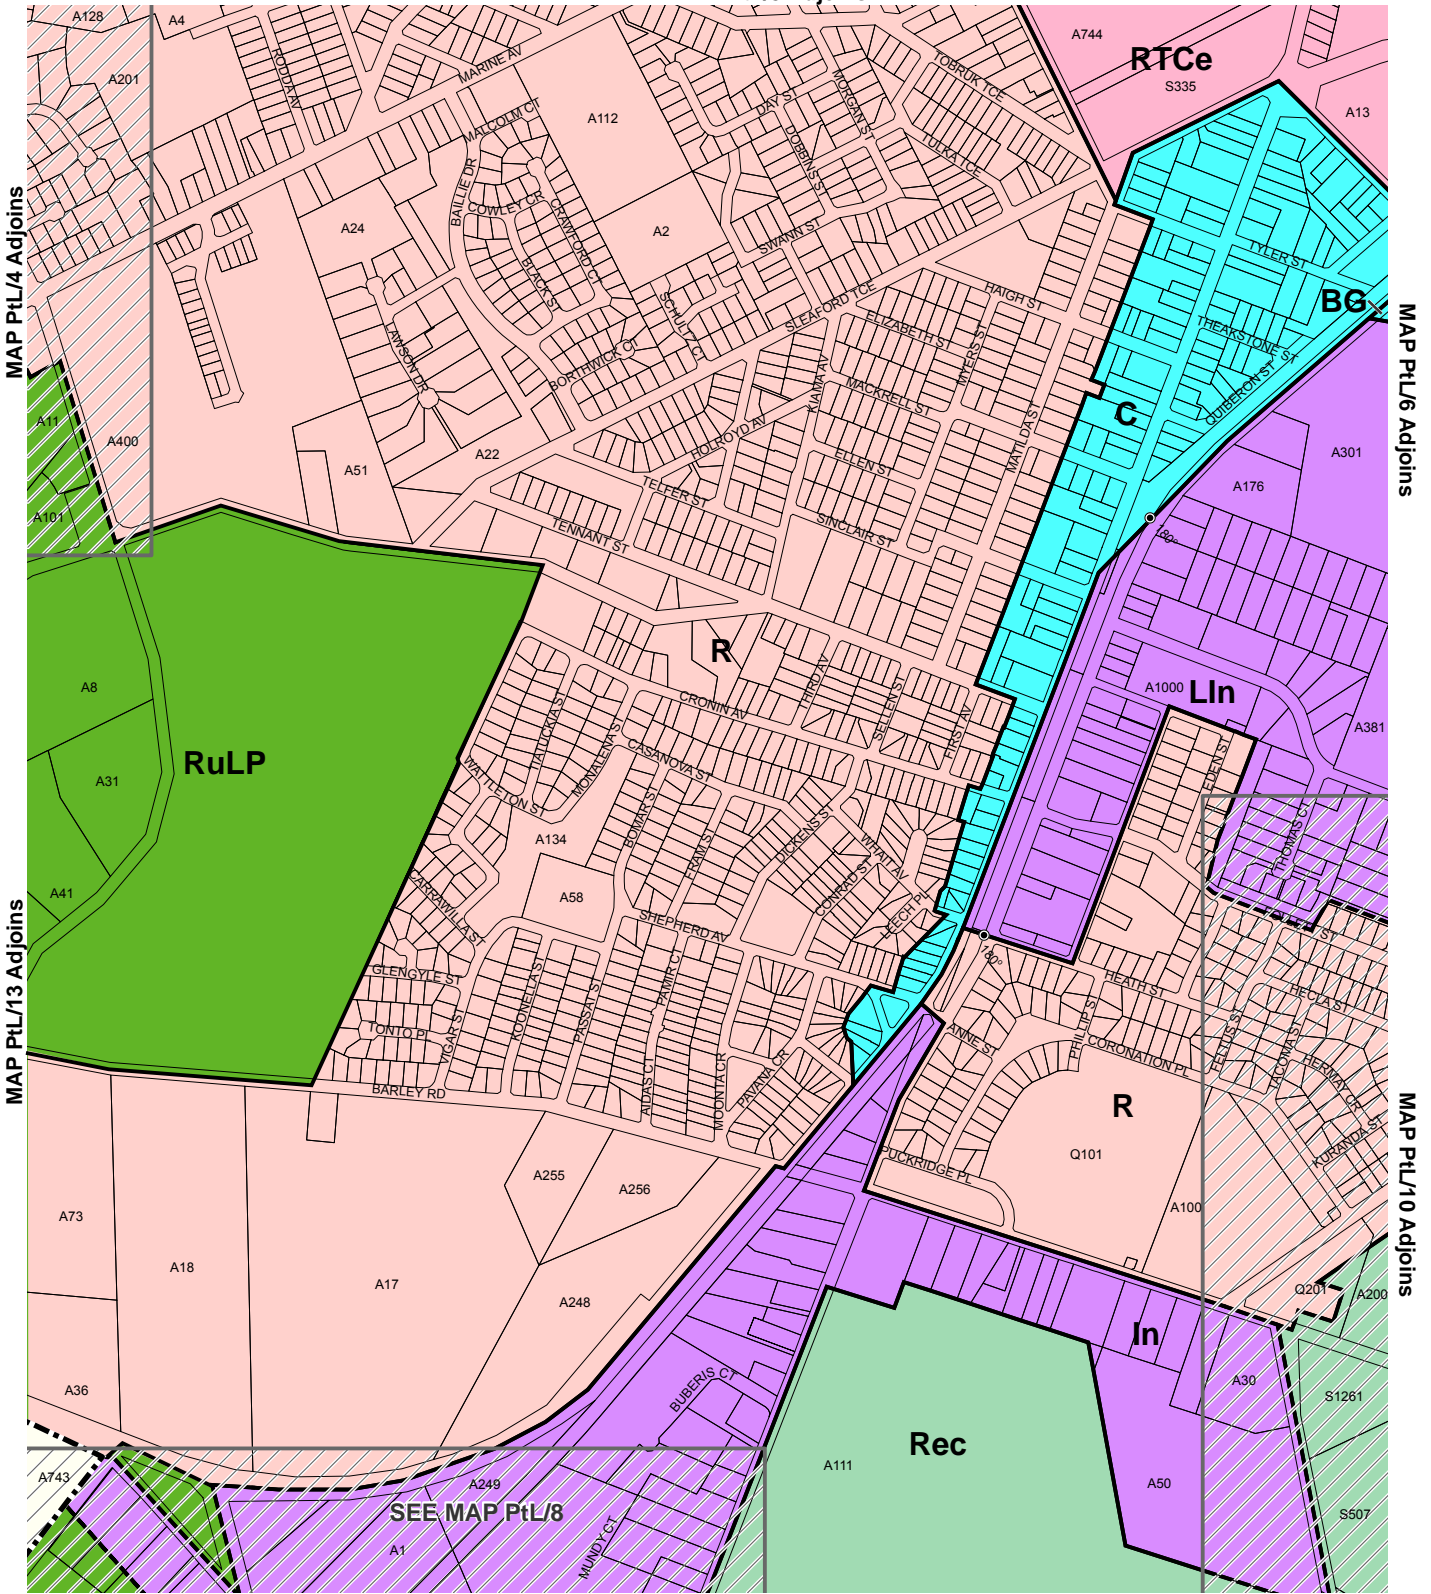 A128
A4
A744
RTCe
S335
A13
A201
RODDA AV
MARINE AV
MALCOLM CT
A112
DAY ST
MORGAN ST
TOBRUK TCE
DOBBINS S
TULKA TCE
BAILLIE DR
COWLEY CR
CRAWFORD CT
A24
A2
SWANN ST
BLACK ST
SCHULTZ CT
SLEAFORD TCE
HAIGH ST
TYLER ST
BG
MAP PtL/4 Adjoins
MAP PtL/6 Adjoins
LAWSON DR
BORTHWICK CT
ELIZABETH ST
MYERS ST
THEAKSTONE ST
QUIBERON ST
KIAMA AV
MACKRELL ST
C
A11
A400
A51
A22
HOLROYD AV
ELLEN ST
MATILDA ST
A301
A176
A101
TELFER ST
TENNANT ST
SINCLAIR ST
180°
R
A8
TIATUCKIA ST
MONALENA ST
CRONIN AV
THIRD AV
SELLEN ST
FIRST AV
A1000
LIn
A381
RuLP
A31
CASANOVA ST
WATTLETON ST
EDEN ST
A134
BOMAR ST
FRAM ST
DICKENS ST
WHAIT AV
THOMAS CT
A41
A58
CARRAWILLA ST
CONRAD ST
LEECH PL
SHEPHERD AV
MAP PtL/13 Adjoins
GLENGYLE ST
KOONELLA ST
PASSAT ST
PAMIR CT
180°
HEATH ST
HECLA ST
TONTO PL
VIGAR ST
ANNE ST
PHILLIP S
CORONATION PL
FELTUS ST
TACOMA ST
HERMAY CR
BARLEY RD
AIDAS CT
MOONTA CR
PAVANA CR
R
KURANDA ST
MAP PtL/10 Adjoins
PUCKRIDGE PL
Q101
A255
A256
A100
A73
A18
A17
A248
Q201
A200
In
A36
BUBERIS CT
A30
S1261
Rec
A743
A249
A111
A50
SEE MAP PtL/8
A1
MUNDY CT
S507